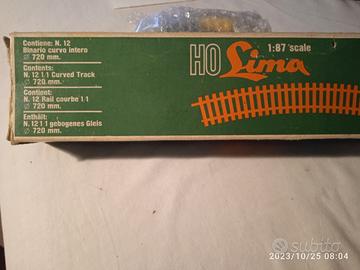 Contiene: N. 12
Binario curvo intero
Ø 720 mm.
Contents:
N. 12 1.1 Curved Track
Ø 720 mm.
Contient:
N. 12 Rail courbe 1.1
Ø 720 mm.
Enthält:
N. 12 1 1 gebogenes Gleis
Ø 720 mm.
HO Lima
1:87 'scale
subito
2023/10/25 08:04